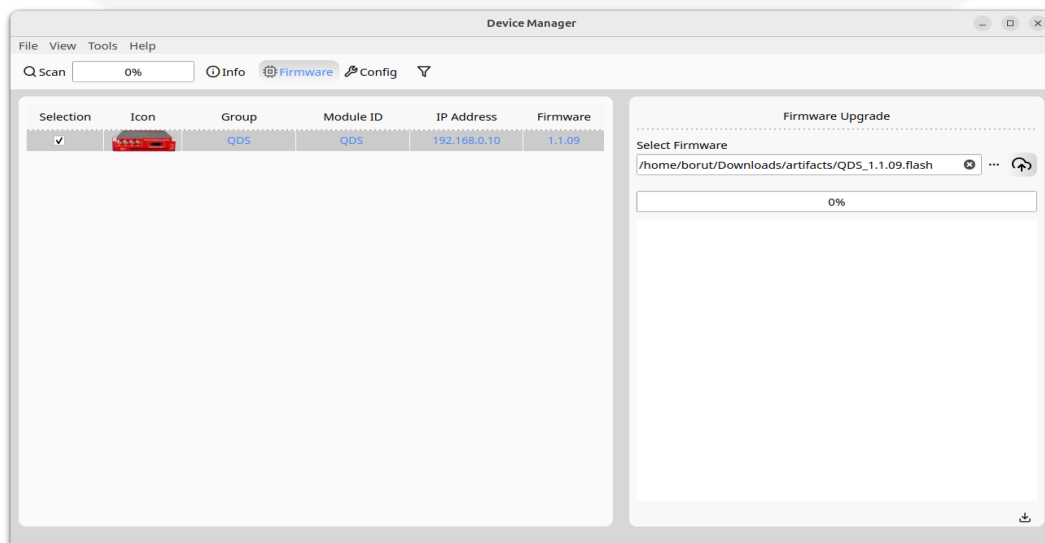 Device Manager
File View Tools Help
Scan 0% Info Firmware Config
Selection Icon Group Module ID IP Address Firmware
QDS QDS 192.168.0.10 1.1.09
Firmware Upgrade
Select Firmware
/home/borut/Downloads/artifacts/QDS_1.1.09.flash ...
0%